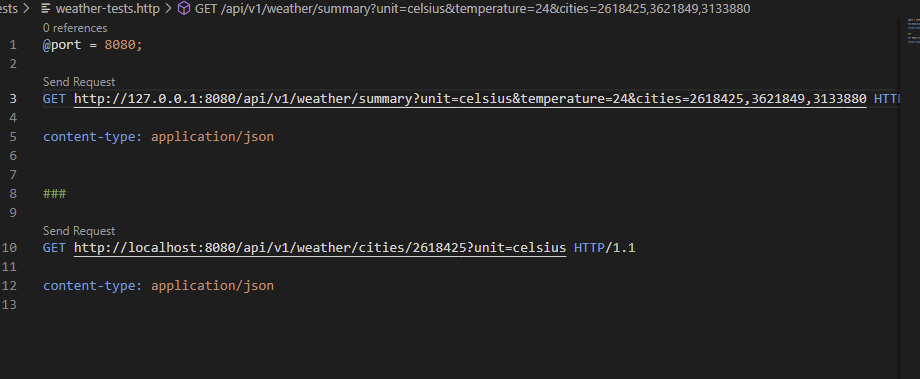 sts > weather-tests.http > GET /api/v1/weather/summary?unit=celsius&temperature=24&cities=2618425,3621849,3133880
0 references
1 @port = 8080;
2
Send Request
3 GET http://127.0.0.1:8080/api/v1/weather/summary?unit=celsius&temperature=24&cities=2618425,3621849,3133880 HTT
4
5 content-type: application/json
6
7
8 ###
9
Send Request
10 GET http://localhost:8080/api/v1/weather/cities/2618425?unit=celsius HTTP/1.1
11
12 content-type: application/json
13